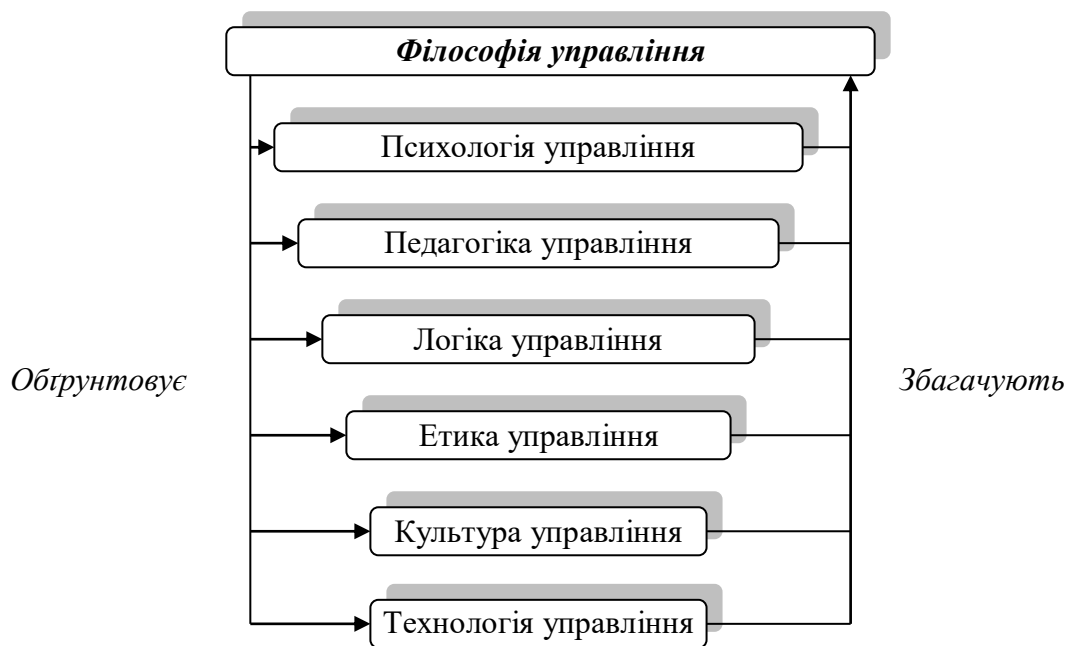 Філософія управління
Психологія управління
Педагогіка управління
Логіка управління
Обґрунтовує
Збагачують
Етика управління
Культура управління
Технологія управління